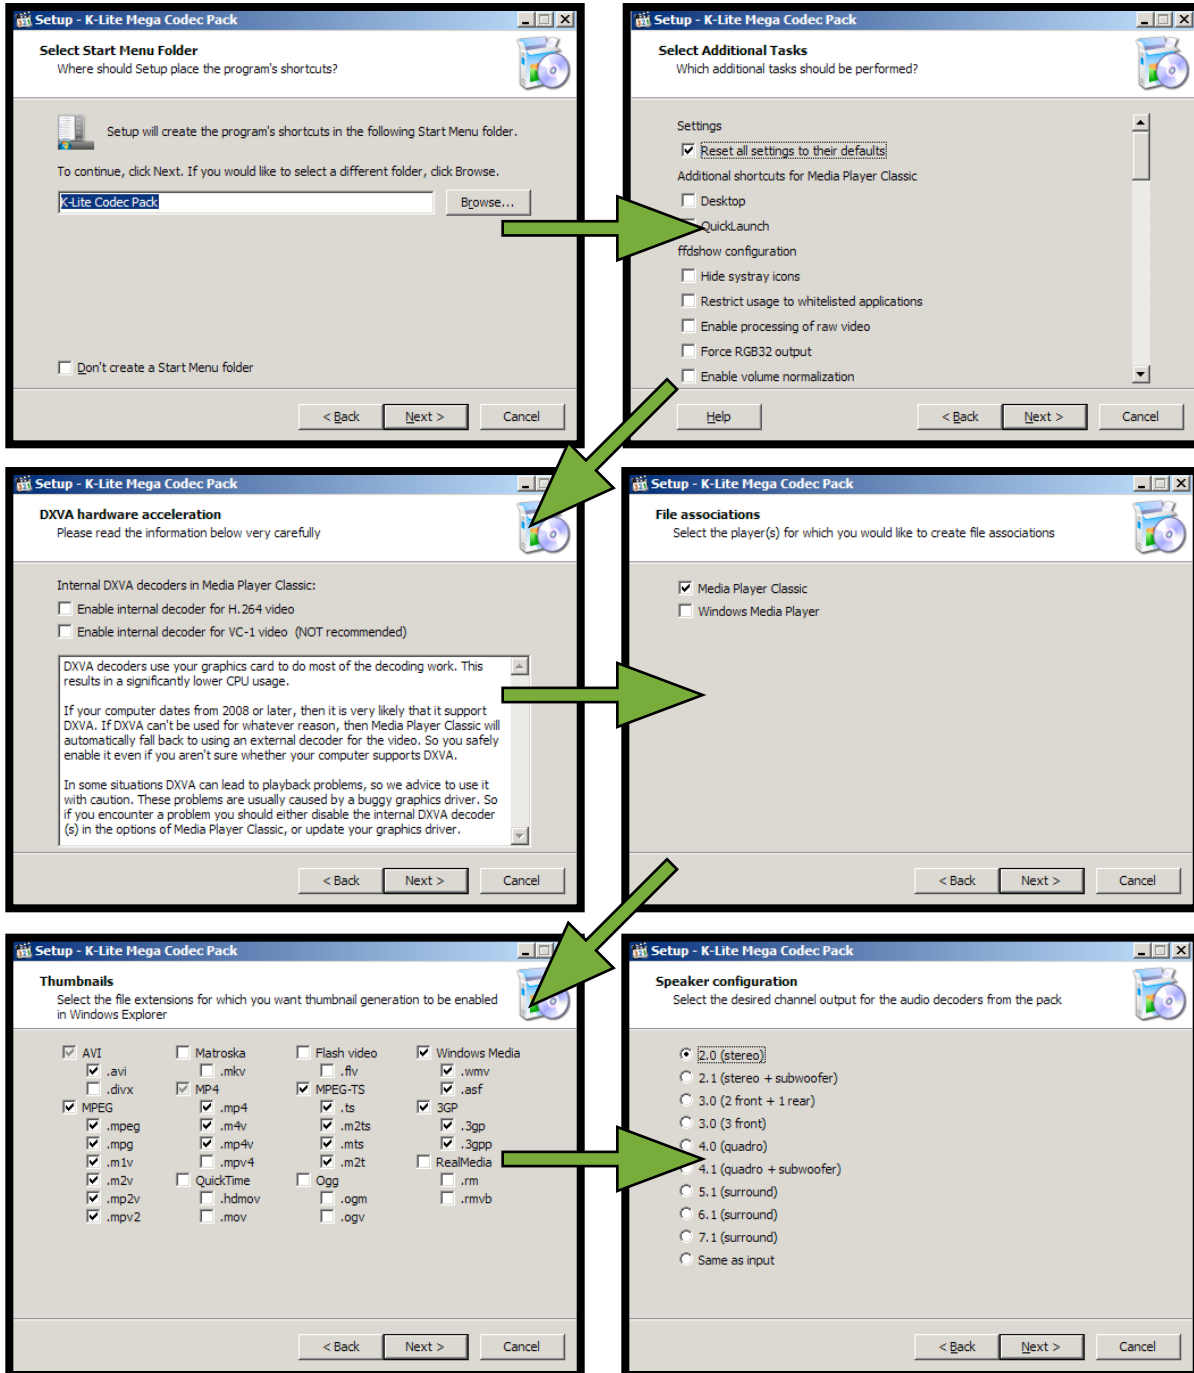 Setup - K-Lite Mega Codec Pack
Select Start Menu Folder
Where should Setup place the program's shortcuts?
Setup will create the program's shortcuts in the following Start Menu folder.
To continue, click Next. If you would like to select a different folder, click Browse.
K-Lite Codec Pack
Browse...
Don't create a Start Menu folder
< Back
Next >
Cancel
Setup - K-Lite Mega Codec Pack
Select Additional Tasks
Which additional tasks should be performed?
Settings
Reset all settings to their defaults
Additional shortcuts for Media Player Classic
Desktop
QuickLaunch
ffdshow configuration
Hide systray icons
Restrict usage to whitelisted applications
Enable processing of raw video
Force RGB32 output
Enable volume normalization
Help
< Back
Next >
Cancel
Setup - K-Lite Mega Codec Pack
DXVA hardware acceleration
Please read the information below very carefully
Internal DXVA decoders in Media Player Classic:
Enable internal decoder for H.264 video
Enable internal decoder for VC-1 video (NOT recommended)
DXVA decoders use your graphics card to do most of the decoding work. This
results in a significantly lower CPU usage.
If your computer dates from 2008 or later, then it is very likely that it support
DXVA. If DXVA can't be used for whatever reason, then Media Player Classic will
automatically fall back to using an external decoder for the video. So you safely
enable it even if you aren't sure whether your computer supports DXVA.
In some situations DXVA can lead to playback problems, so we advice to use it
with caution. These problems are usually caused by a buggy graphics driver. So
if you encounter a problem you should either disable the internal DXVA decoder
(s) in the options of Media Player Classic, or update your graphics driver.
< Back
Next >
Cancel
Setup - K-Lite Mega Codec Pack
File associations
Select the player(s) for which you would like to create file associations
Media Player Classic
Windows Media Player
< Back
Next >
Cancel
Setup - K-Lite Mega Codec Pack
Thumbnails
Select the file extensions for which you want thumbnail generation to be enabled
in Windows Explorer
AVI
.avi
.divx
MPEG
.mpeg
.mpg
.m1v
.m2v
.mp2v
.mpv2
Matroska
.mkv
MP4
.mp4
.m4v
.mp4v
.mpv4
QuickTime
.hdmov
.mov
Flash video
.flv
MPEG-TS
.ts
.m2ts
.mts
.m2t
Ogg
.ogm
.ogv
Windows Media
.wmv
.asf
3GP
.3gp
.3gpp
RealMedia
.rm
.rmvb
< Back
Next >
Cancel
Setup - K-Lite Mega Codec Pack
Speaker configuration
Select the desired channel output for the audio decoders from the pack
2.0 (stereo)
2.1 (stereo + subwoofer)
3.0 (2 front + 1 rear)
3.0 (3 front)
4.0 (quadro)
4.1 (quadro + subwoofer)
5.1 (surround)
6.1 (surround)
7.1 (surround)
Same as input
< Back
Next >
Cancel